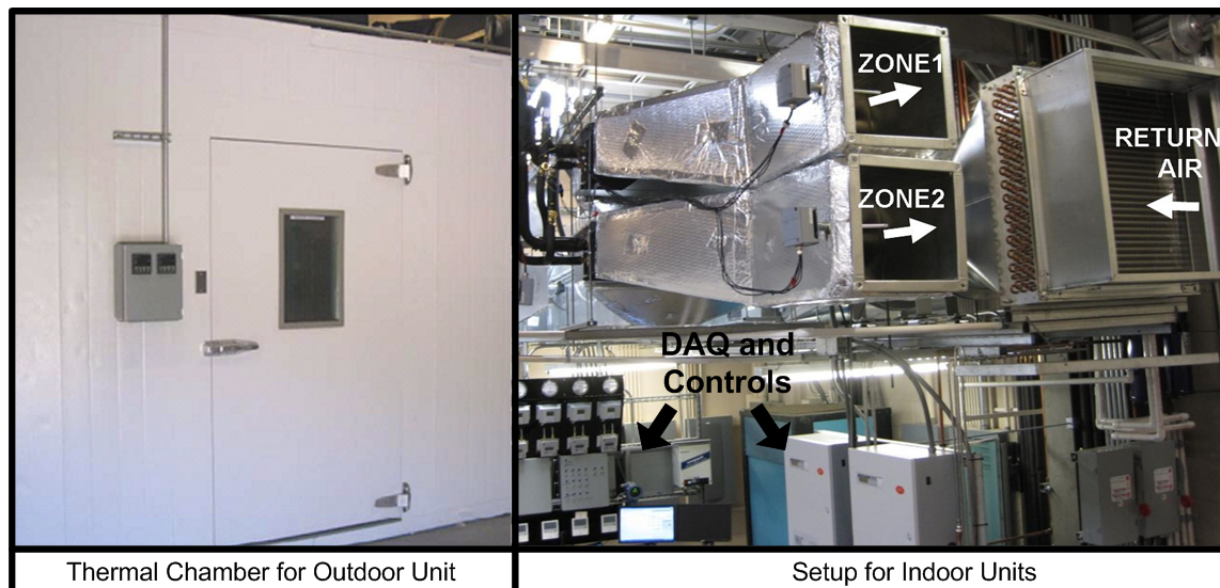 ZONE1
ZONE2
RETURN
AIR
DAQ and
Controls
Thermal Chamber for Outdoor Unit
Setup for Indoor Units